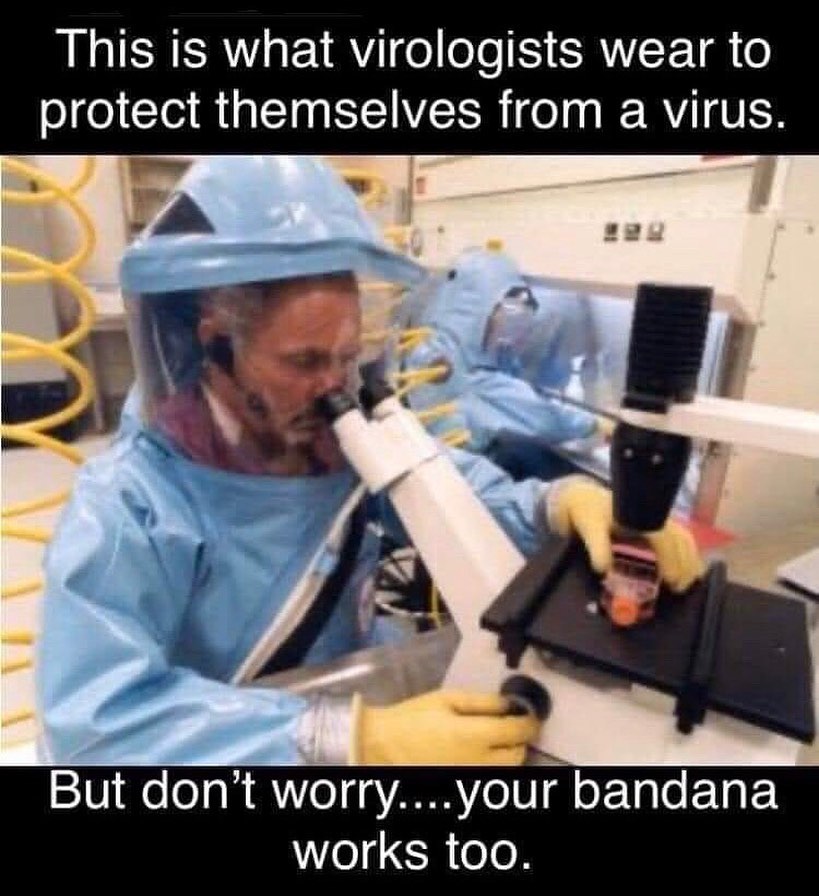 This is what virologists wear to
protect themselves from a virus.
But don't worry....your bandana
works too.